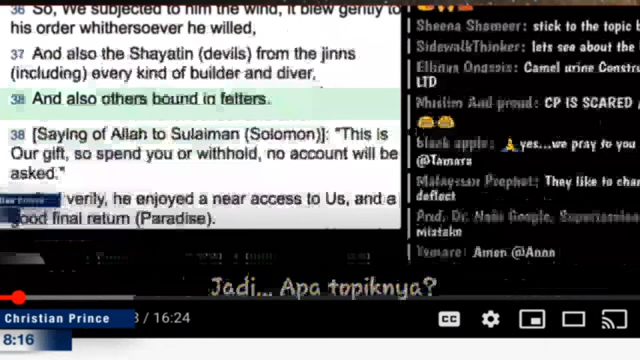 36 So, We subjected to him the wind, it blew gently to
his order whithersoever he willed,
37 And also the Shayatin (devils) from the jinns
(including) every kind of builder and diver,
38 And also others bound in fetters.
38 [Saying of Allah to Sulaiman (Solomon)]: "This is
Our gift, so spend you or withhold, no account will be
asked."
verily, he enjoyed a near access to Us, and a
good final return (Paradise).
Sheena Shameer: stick to the topic b
SidewalkThinker: lets see about the
Camel urine Constru
LTD
Muslim And proud: CP IS SCARED
black apple: yes...we pray to you
@Tamara
Malaysian Prophet: They like to cha
deflect
Prof. Dr.
Mistake
Tamara: Amen @Anna
Jadi... Apa topiknya?
Christian Prince
/ 16:24
CC
8:16